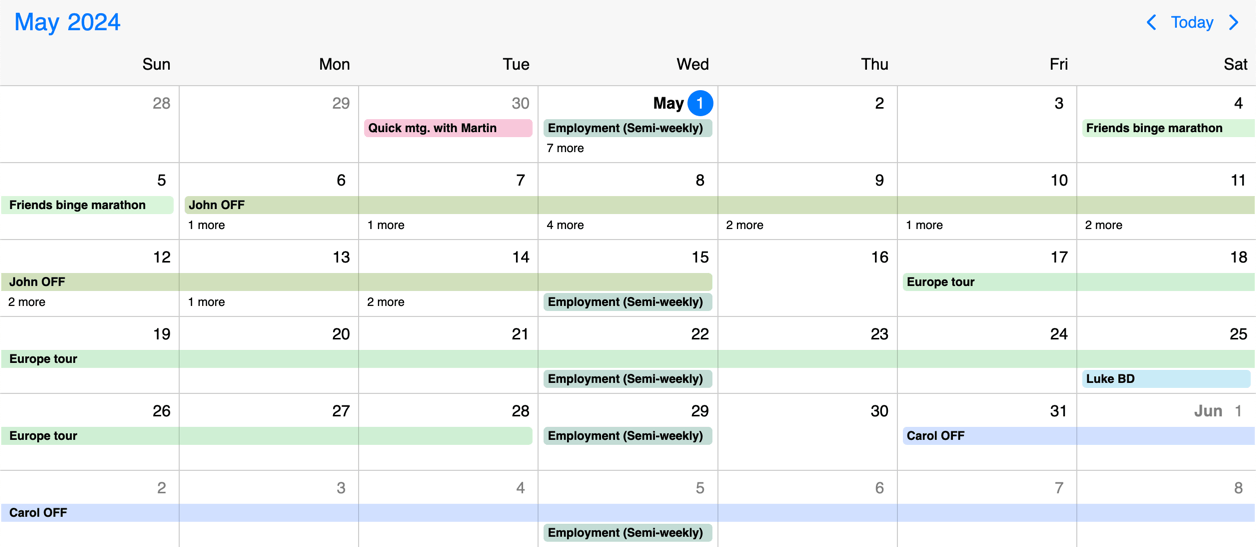 May 2024
Today
Sun Mon Tue Wed Thu Fri Sat
28 29 30 May 1 2 3 4
Quick mtg. with Martin Employment (Semi-weekly) Friends binge marathon
7 more
5 6 7 8 9 10 11
Friends binge marathon John OFF
1 more 1 more 4 more 2 more 1 more 2 more
12 13 14 15 16 17 18
John OFF Europe tour
2 more 1 more 2 more Employment (Semi-weekly)
19 20 21 22 23 24 25
Europe tour
Employment (Semi-weekly) Luke BD
26 27 28 29 30 31 Jun 1
Europe tour Employment (Semi-weekly) Carol OFF
2 3 4 5 6 7 8
Carol OFF
Employment (Semi-weekly)